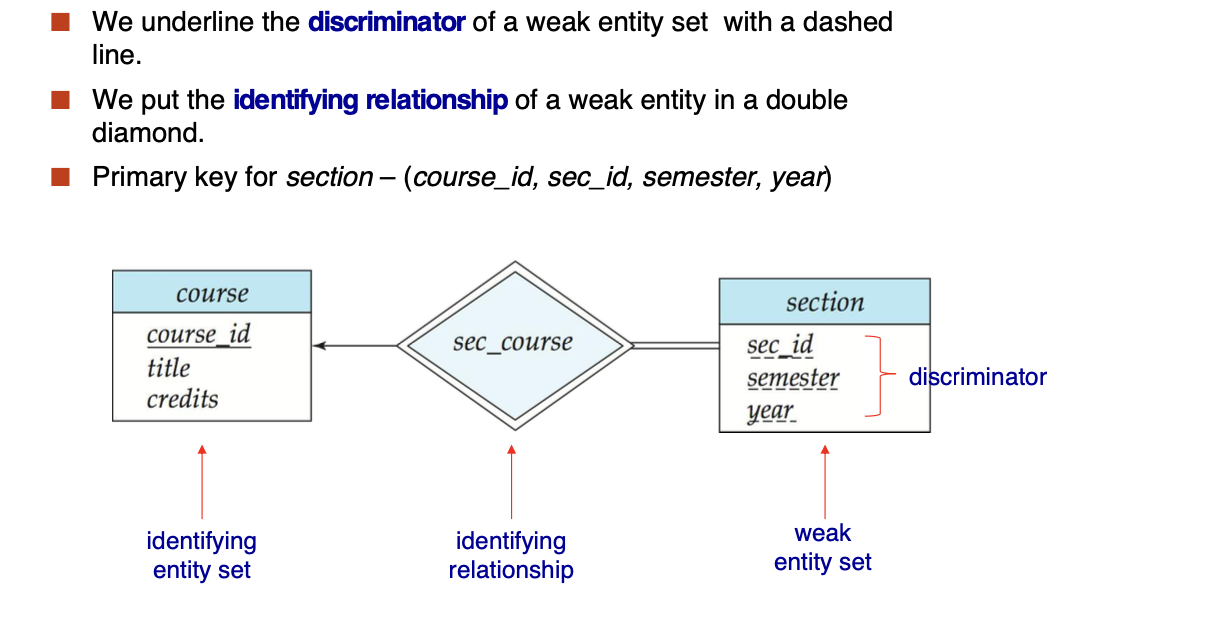 We underline the discriminator of a weak entity set with a dashed
line.
We put the identifying relationship of a weak entity in a double
diamond.
Primary key for section – (course_id, sec_id, semester, year)
course
course_id
title
credits
sec_course
section
sec_id
semester
year
discriminator
identifying
entity set
identifying
relationship
weak
entity set